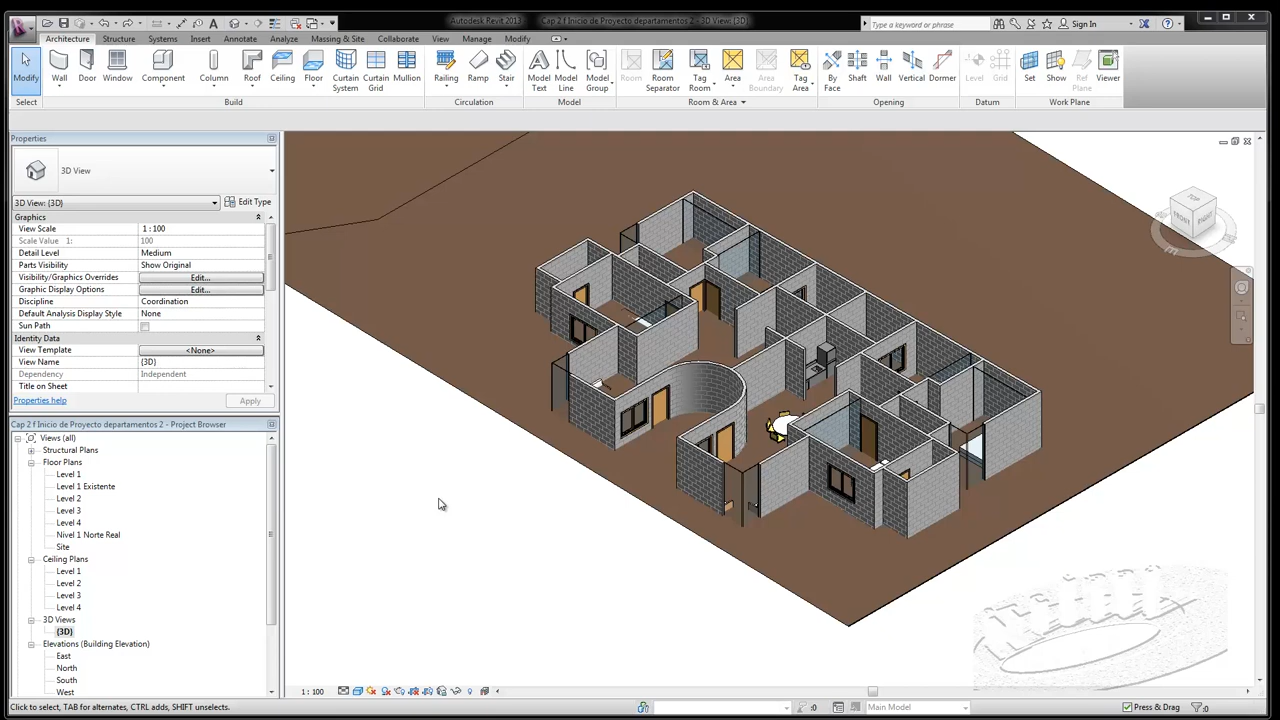 Autodesk Revit 2013    Cap 2 f Inicio de Proyecto departamentos 2 - 3D View: {3D}
Type a keyword or phrase
Sign In
Architecture Structure Systems Insert Annotate Analyze Massing & Site Collaborate View Manage Modify
Modify Wall Door Window Component Column Roof Ceiling Floor Curtain System Curtain Grid Mullion Railing Ramp Stair Model Text Model Line Model Group Room Room Separator Tag Room Area Area Boundary Tag Area By Face Shaft Wall Vertical Dormer Level Grid Set Show Ref Plane Viewer
Select Build Circulation Model Room & Area Opening Datum Work Plane
Properties
3D View
3D View: {3D} Edit Type
Graphics
View Scale 1 : 100
Scale Value 1: 100
Detail Level Medium
Parts Visibility Show Original
Visibility/Graphics Overrides Edit...
Graphic Display Options Edit...
Discipline Coordination
Default Analysis Display Style None
Sun Path
Identity Data
View Template <None>
View Name {3D}
Dependency Independent
Title on Sheet
Properties help Apply
Cap 2 f Inicio de Proyecto departamentos 2 - Project Browser
Views (all)
Structural Plans
Floor Plans
Level 1
Level 1 Existente
Level 2
Level 3
Level 4
Nivel 1 Norte Real
Site
Ceiling Plans
Level 1
Level 2
Level 3
Level 4
3D Views
{3D}
Elevations (Building Elevation)
East
North
South
West
TOP
FRONT RIGHT
1 : 100
Click to select, TAB for alternates, CTRL adds, SHIFT unselects.
:0
Main Model
Press & Drag
:0